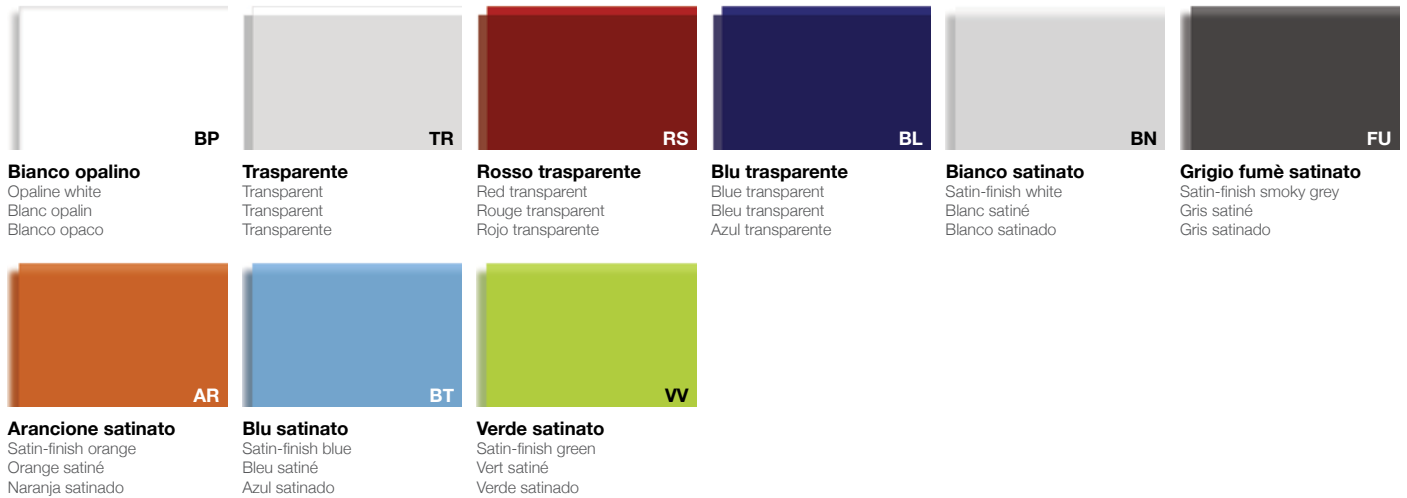 BP
Bianco opalino
Opaline white
Blanc opalin
Blanco opaco
TR
Trasparente
Transparent
Transparent
Transparente
RS
Rosso trasparente
Red transparent
Rouge transparent
Rojo trasparente
BL
Blu trasparente
Blue transparent
Bleu transparent
Azul transparente
BN
Bianco satinato
Satin-finish white
Blanc satiné
Blanco satinado
FU
Grigio fumè satinato
Satin-finish smoky grey
Gris satiné
Gris satinado
AR
Arancione satinato
Satin-finish orange
Orange satiné
Naranja satinado
BT
Blu satinato
Satin-finish blue
Bleu satiné
Azul satinado
VV
Verde satinato
Satin-finish green
Vert satiné
Verde satinado